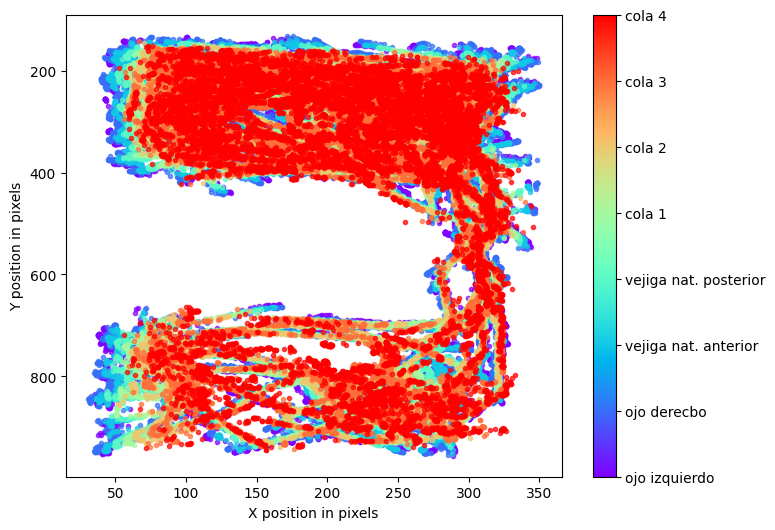 200
400
600
800
Y position in pixels
50
100
150
200
250
300
350
X position in pixels
cola 4
cola 3
cola 2
cola 1
vejiga nat. posterior
vejiga nat. anterior
ojo derecbo
ojo izquierdo